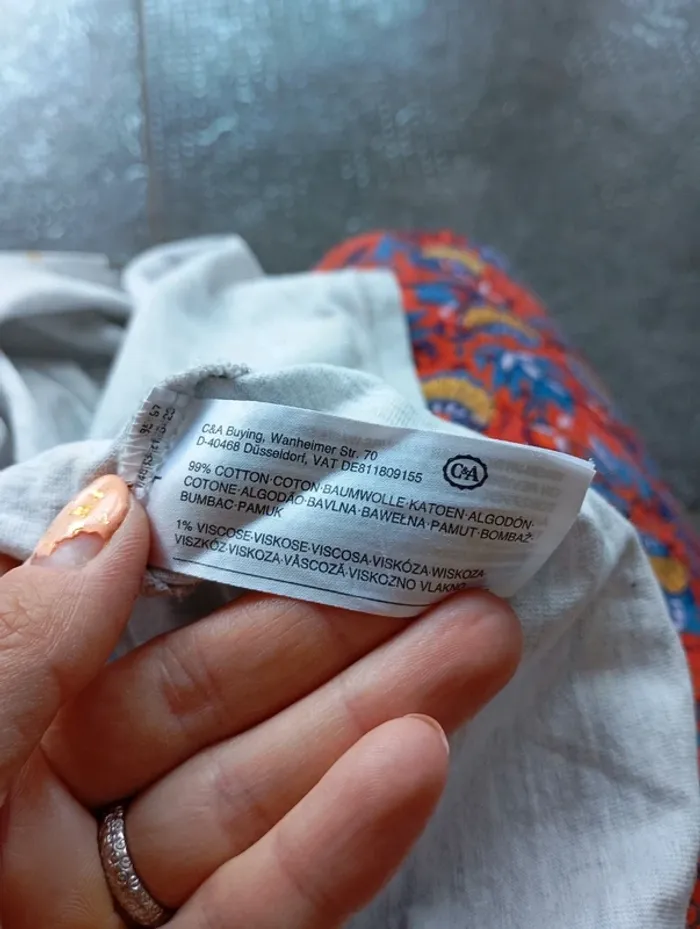 C&A Buying, Wanheimer Str. 70
D-40468 Düsseldorf, VAT DE811809155
C&A
99% COTTON·COTON·BAUMWOLLE·KATOEN·ALGODÓN·
COTONE·ALGODÃO·BAVLNA·BAWEŁNA·PAMUT·BOMBAŽ·
BUMBAC·PAMUK
1% VISCOSE·VISKOSE·VISCOSA·VISKÓZA·WISKOZA·
VISZKÓZ·VISKOZA·VÂSCOZĂ·VISKOZNO VLAKNO